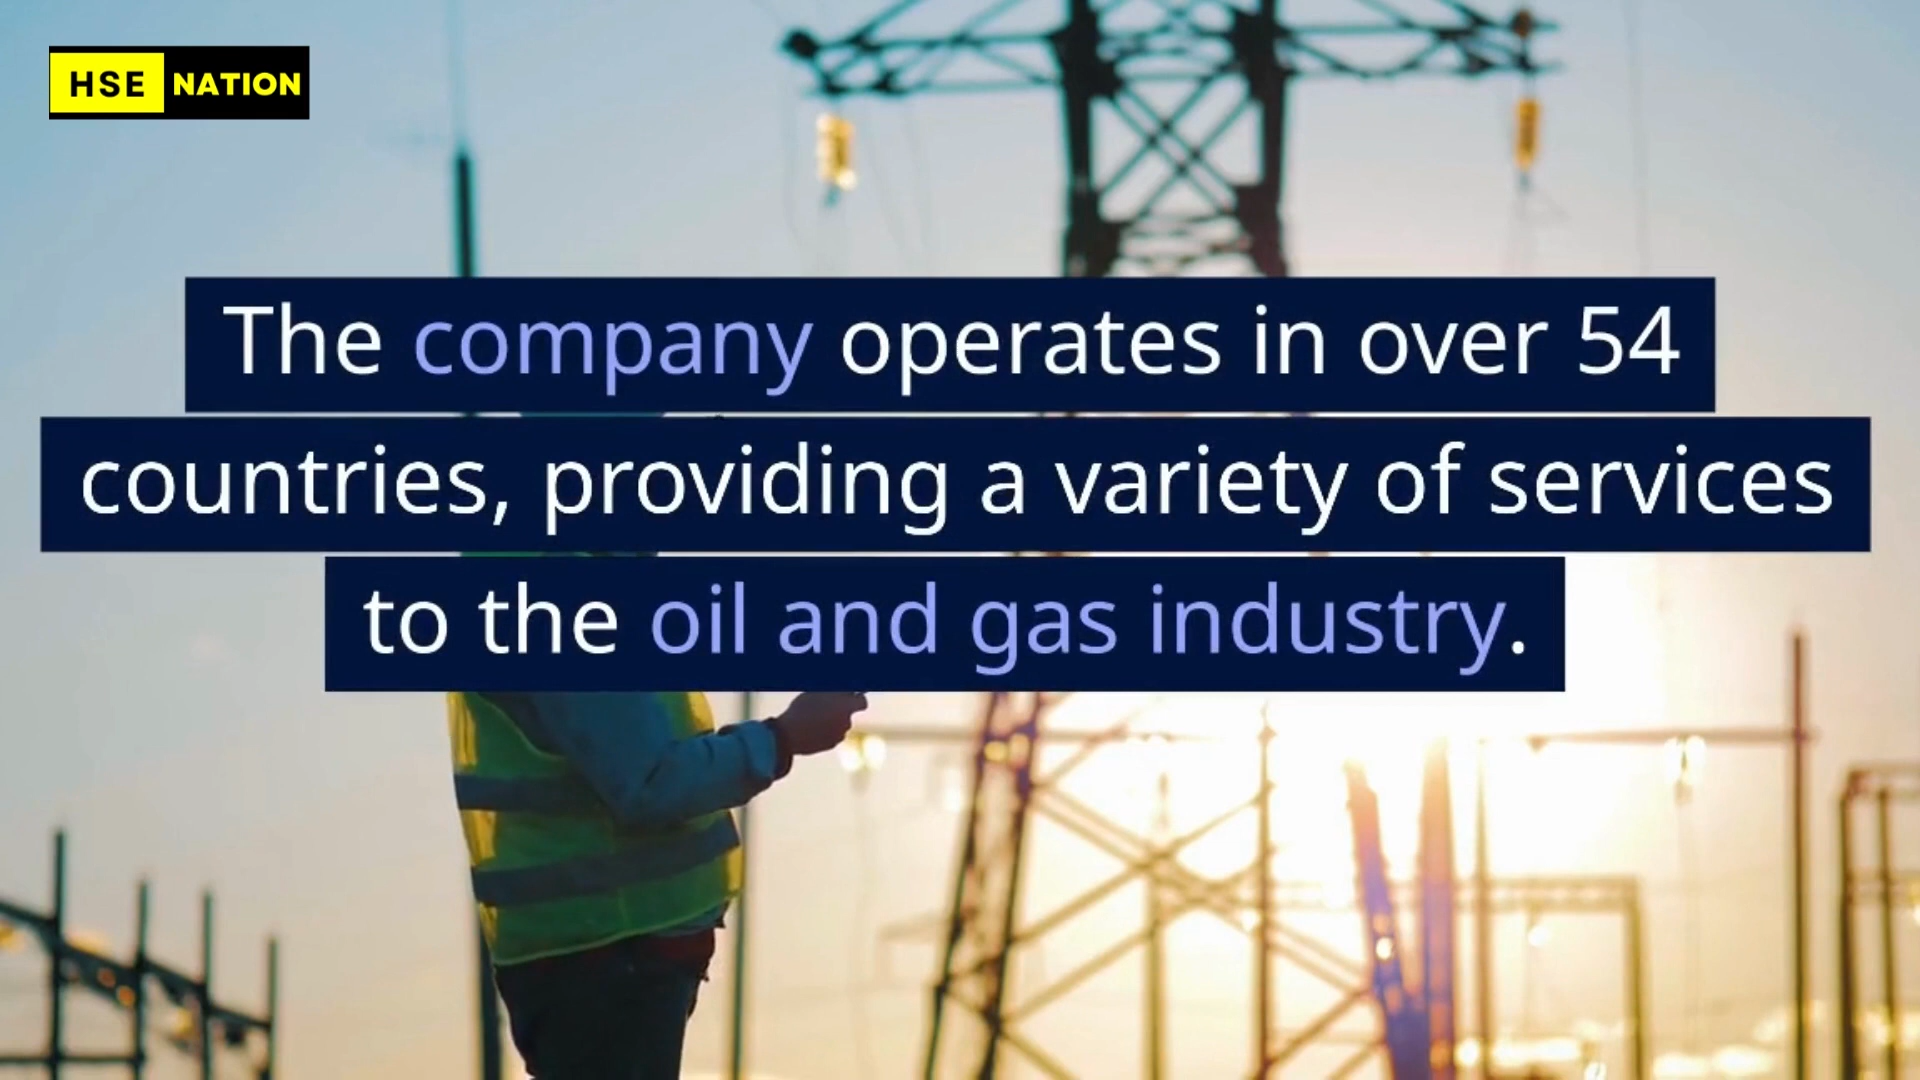 HSE NATION
The company operates in over 54
countries, providing a variety of services
to the oil and gas industry.